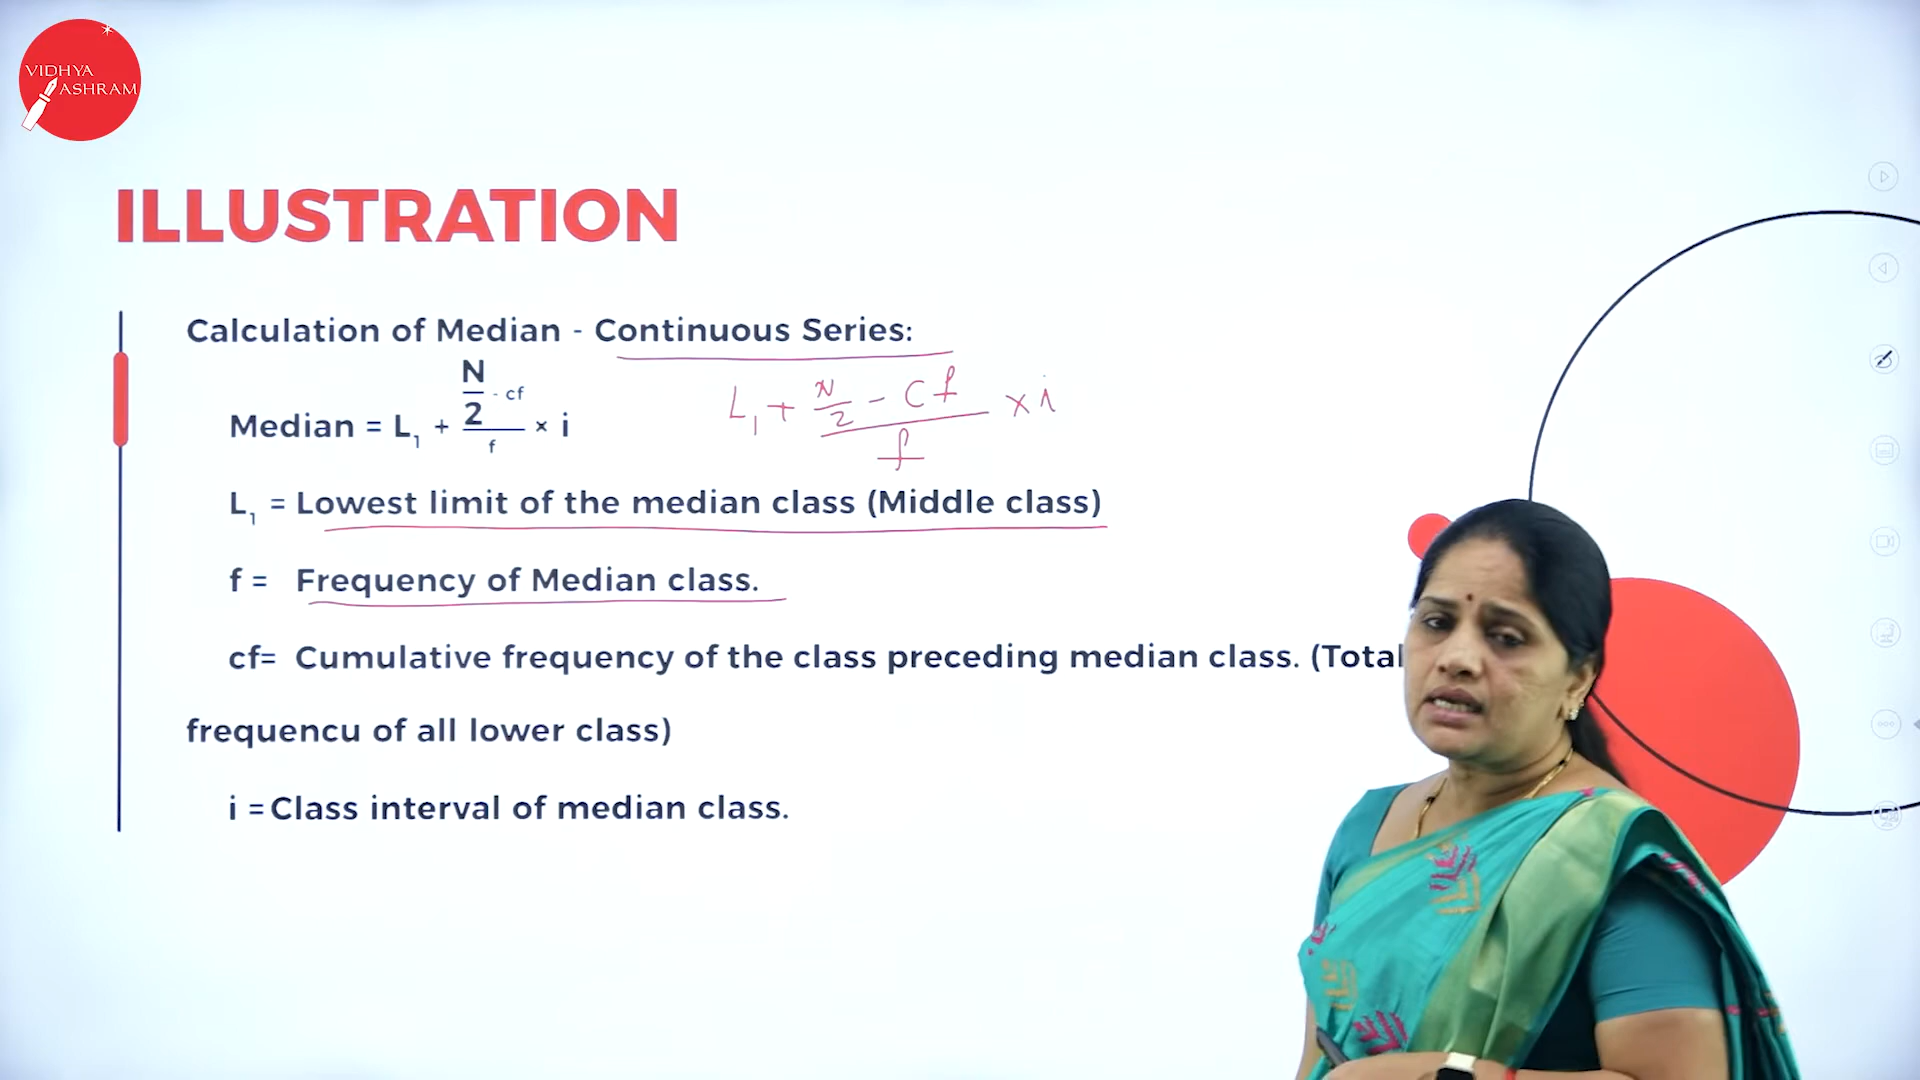 VIDHYA
ASHRAM
ILLUSTRATION
Calculation of Median - Continuous Series:
Median = L₁ + (N/2 - cf)/f × i
L₁ + (N/2 - cf)/f × i
L₁ = Lowest limit of the median class (Middle class)
f = Frequency of Median class.
cf= Cumulative frequency of the class preceding median class. (Total
frequencu of all lower class)
i = Class interval of median class.